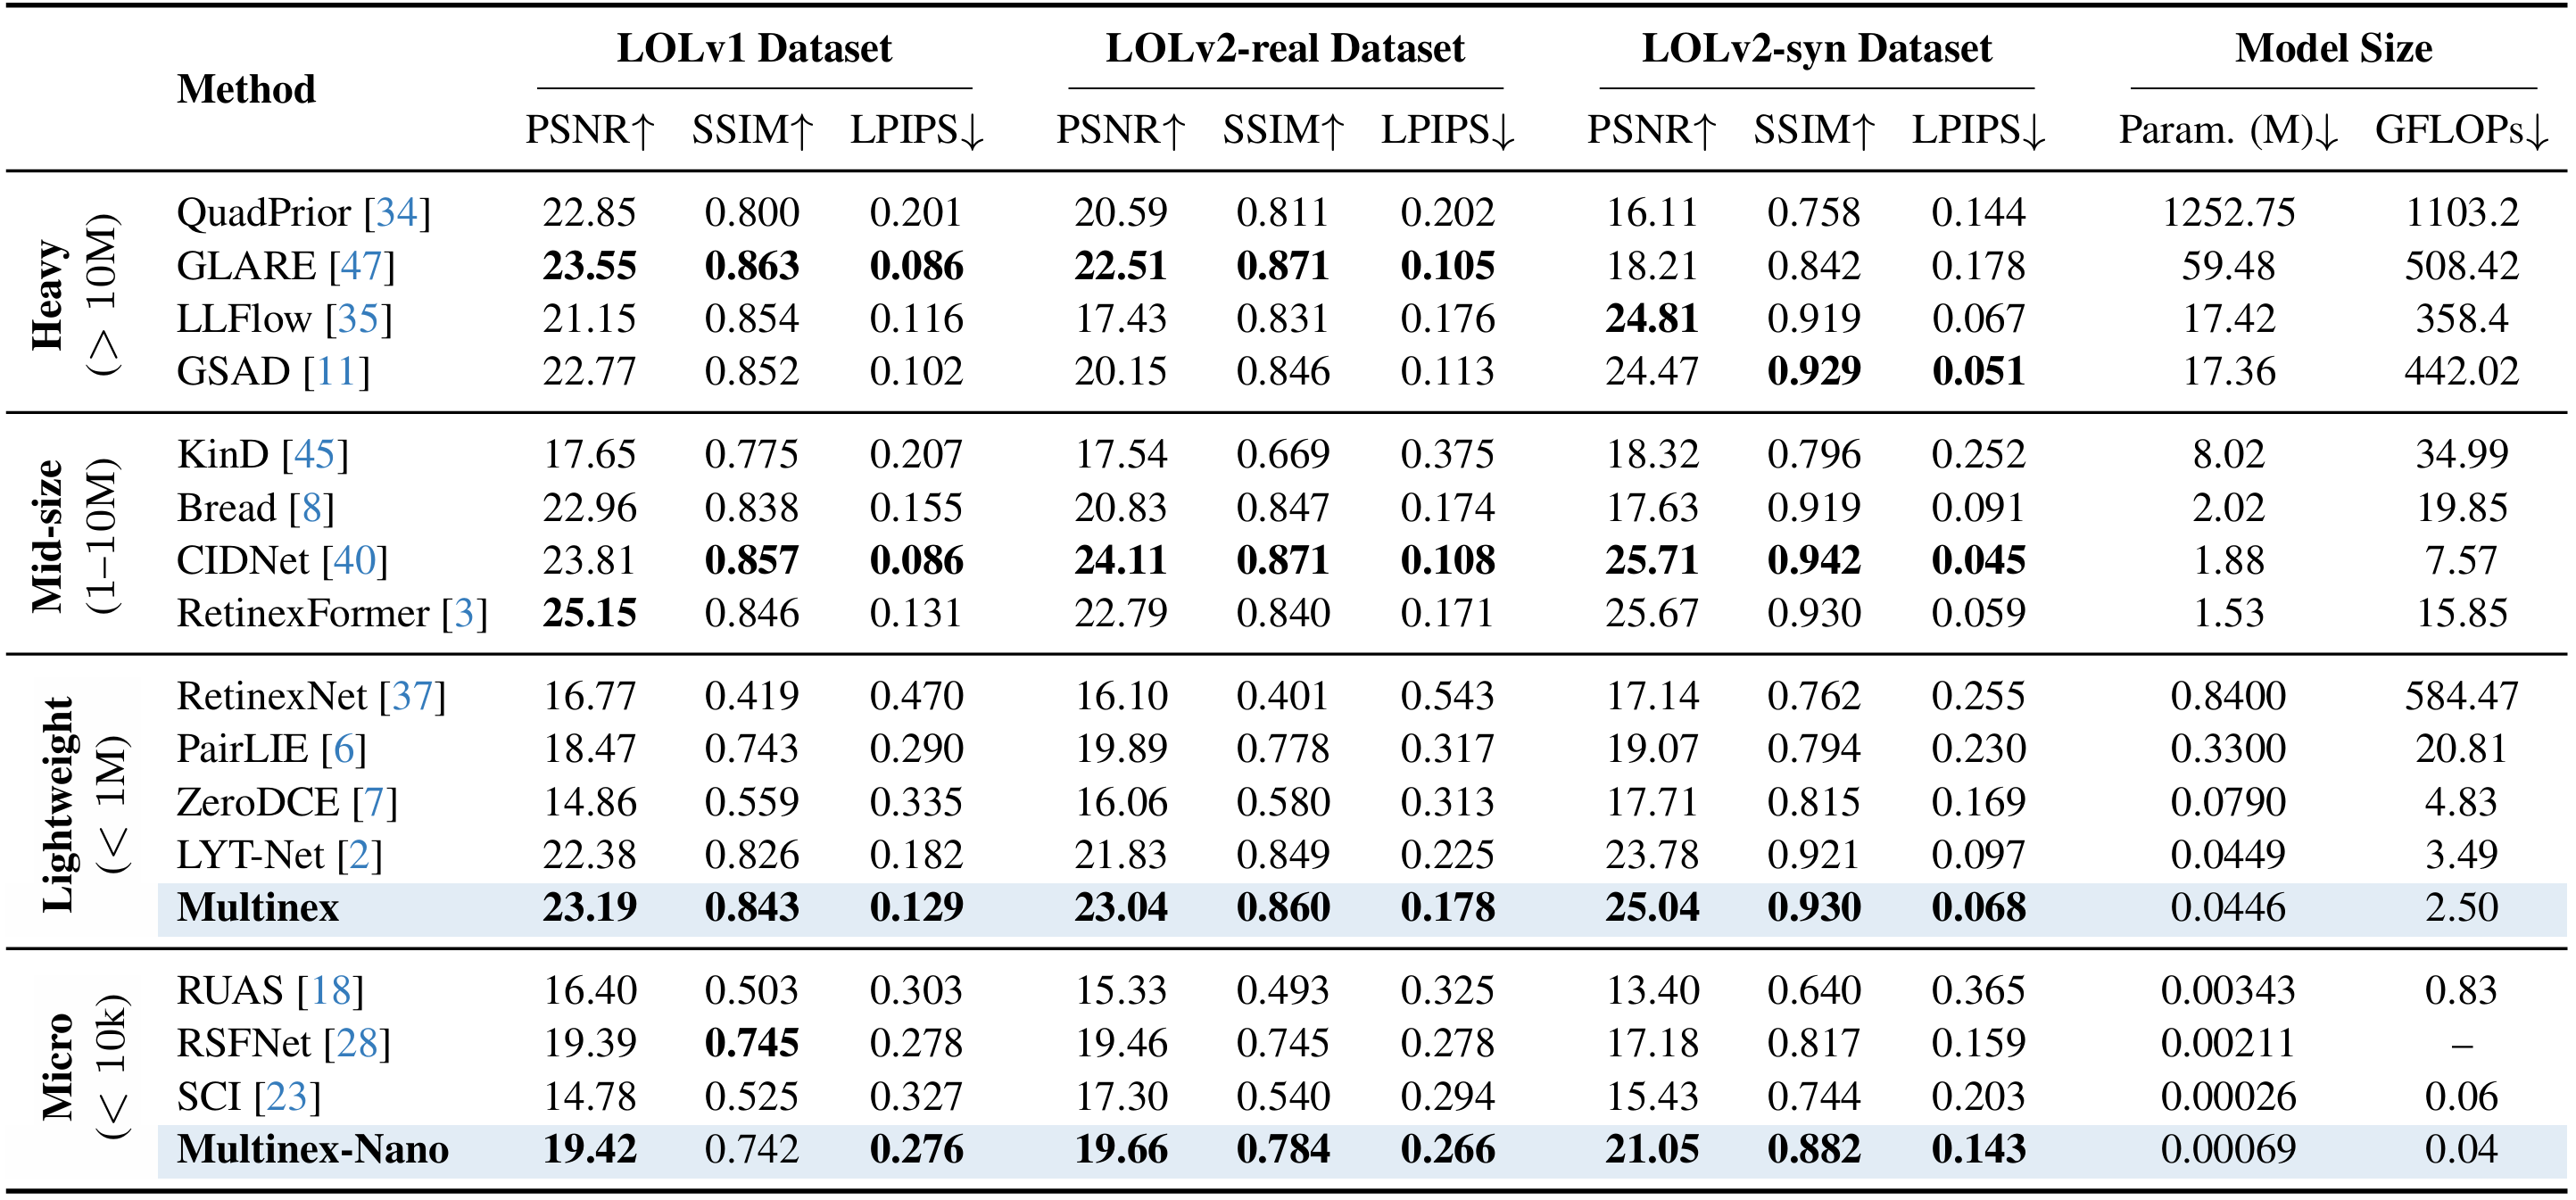 LOLv1 Dataset LOLv2-real Dataset LOLv2-syn Dataset Model Size
Method
PSNR↑ SSIM↑ LPIPS↓ PSNR↑ SSIM↑ LPIPS↓ PSNR↑ SSIM↑ LPIPS↓ Param. (M)↓ GFLOPs↓
Heavy
(> 10M)
QuadPrior [34] 22.85 0.800 0.201 20.59 0.811 0.202 16.11 0.758 0.144 1252.75 1103.2
GLARE [47] 23.55 0.863 0.086 22.51 0.871 0.105 18.21 0.842 0.178 59.48 508.42
LLFlow [35] 21.15 0.854 0.116 17.43 0.831 0.176 24.81 0.919 0.067 17.42 358.4
GSAD [11] 22.77 0.852 0.102 20.15 0.846 0.113 24.47 0.929 0.051 17.36 442.02
Mid-size
(1–10M)
KinD [45] 17.65 0.775 0.207 17.54 0.669 0.375 18.32 0.796 0.252 8.02 34.99
Bread [8] 22.96 0.838 0.155 20.83 0.847 0.174 17.63 0.919 0.091 2.02 19.85
CIDNet [40] 23.81 0.857 0.086 24.11 0.871 0.108 25.71 0.942 0.045 1.88 7.57
RetinexFormer [3] 25.15 0.846 0.131 22.79 0.840 0.171 25.67 0.930 0.059 1.53 15.85
Lightweight
(< 1M)
RetinexNet [37] 16.77 0.419 0.470 16.10 0.401 0.543 17.14 0.762 0.255 0.8400 584.47
PairLIE [6] 18.47 0.743 0.290 19.89 0.778 0.317 19.07 0.794 0.230 0.3300 20.81
ZeroDCE [7] 14.86 0.559 0.335 16.06 0.580 0.313 17.71 0.815 0.169 0.0790 4.83
LYT-Net [2] 22.38 0.826 0.182 21.83 0.849 0.225 23.78 0.921 0.097 0.0449 3.49
Multinex 23.19 0.843 0.129 23.04 0.860 0.178 25.04 0.930 0.068 0.0446 2.50
Micro
(< 10k)
RUAS [18] 16.40 0.503 0.303 15.33 0.493 0.325 13.40 0.640 0.365 0.00343 0.83
RSFNet [28] 19.39 0.745 0.278 19.46 0.745 0.278 17.18 0.817 0.159 0.00211 –
SCI [23] 14.78 0.525 0.327 17.30 0.540 0.294 15.43 0.744 0.203 0.00026 0.06
Multinex-Nano 19.42 0.742 0.276 19.66 0.784 0.266 21.05 0.882 0.143 0.00069 0.04